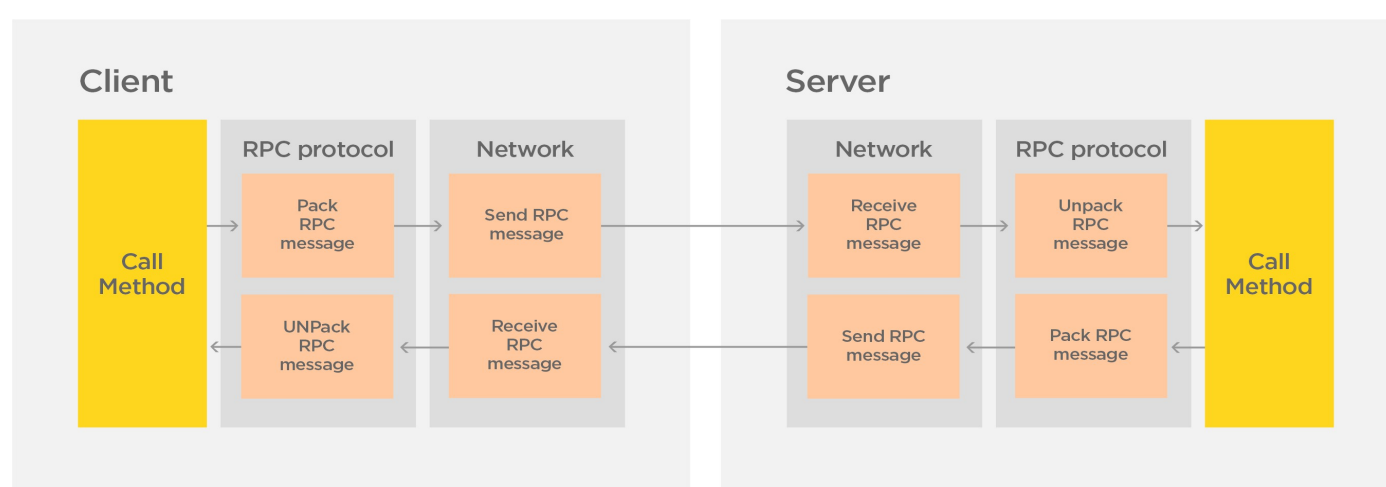 Client
Call
Method
RPC protocol
Pack
RPC
message
UNPack
RPC
message
Network
Send RPC
message
Receive
RPC
message
Server
Network
Receive
RPC
message
Send RPC
message
RPC protocol
Unpack
RPC
message
Pack RPC
message
Call
Method